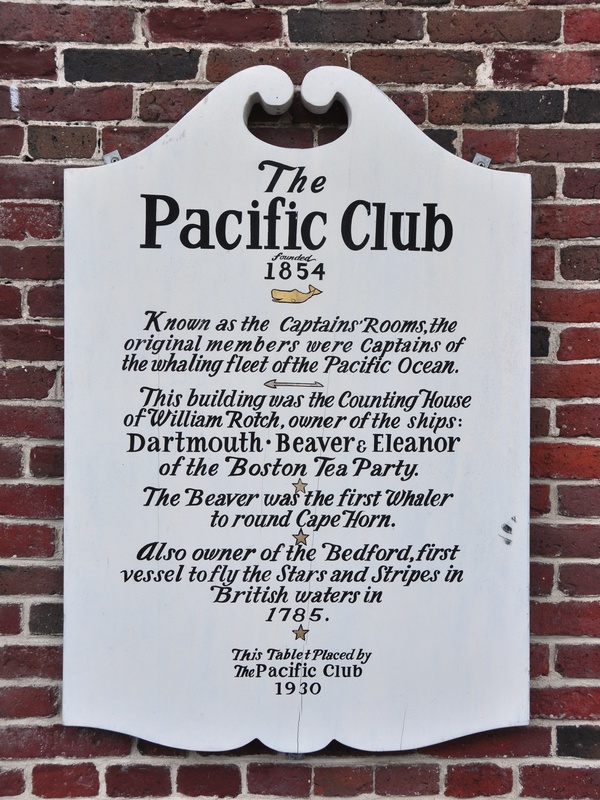 The
Pacific Club
founded
1854
Known as the Captains' Rooms, the
original members were Captains of
the whaling fleet of the Pacific Ocean.
This building was the Counting House
of William Rotch, owner of the ships:
Dartmouth · Beaver & Eleanor
of the Boston Tea Party.
The Beaver was the first Whaler
to round Cape Horn.
Also owner of the Bedford, first
vessel to fly the Stars and Stripes in
British waters in
1785.
This Tablet Placed by
The Pacific Club
1930